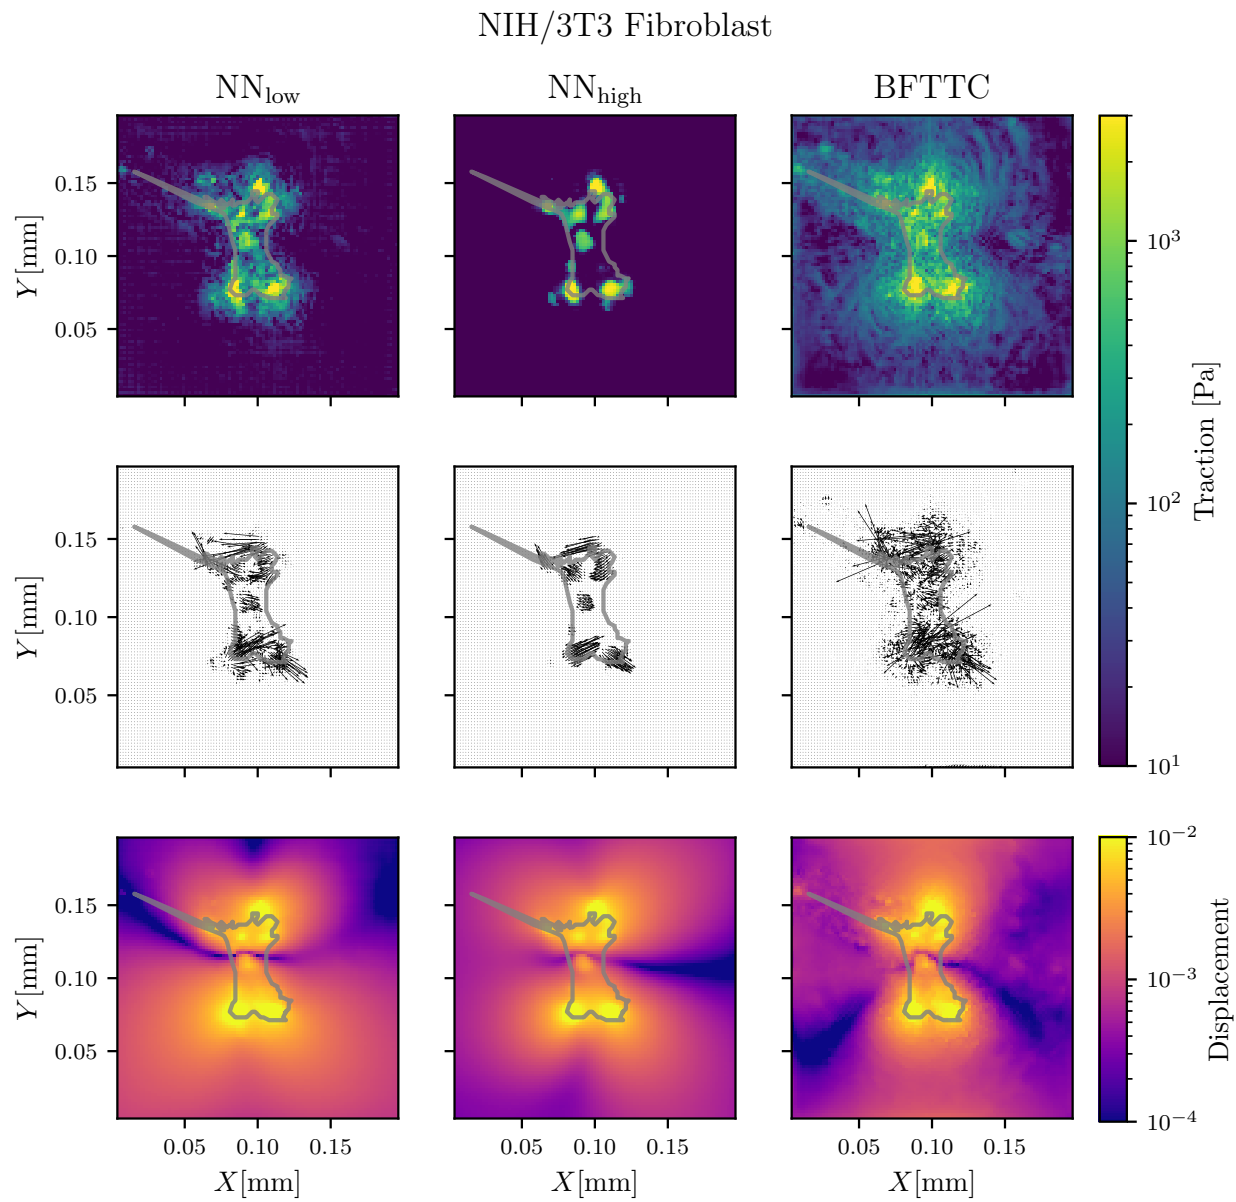 NIH/3T3 Fibroblast
NN_low NN_high BFTTC
0.15
0.10
0.05
Y[mm]
10^3
10^2
10^1
Traction [Pa]
0.15
0.10
0.05
Y[mm]
0.15
0.10
0.05
Y[mm]
10^{-2}
10^{-3}
10^{-4}
Displacement
0.05 0.10 0.15 0.05 0.10 0.15 0.05 0.10 0.15
X[mm] X[mm] X[mm]